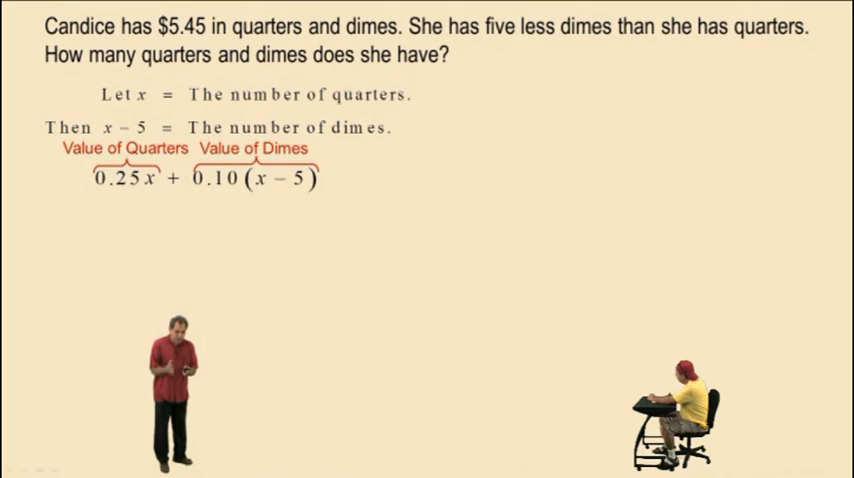 Candice has $5.45 in quarters and dimes. She has five less dimes than she has quarters.
How many quarters and dimes does she have?
Let x = The number of quarters.
Then x – 5 = The number of dimes.
Value of Quarters Value of Dimes
0.25x + 0.10(x – 5)